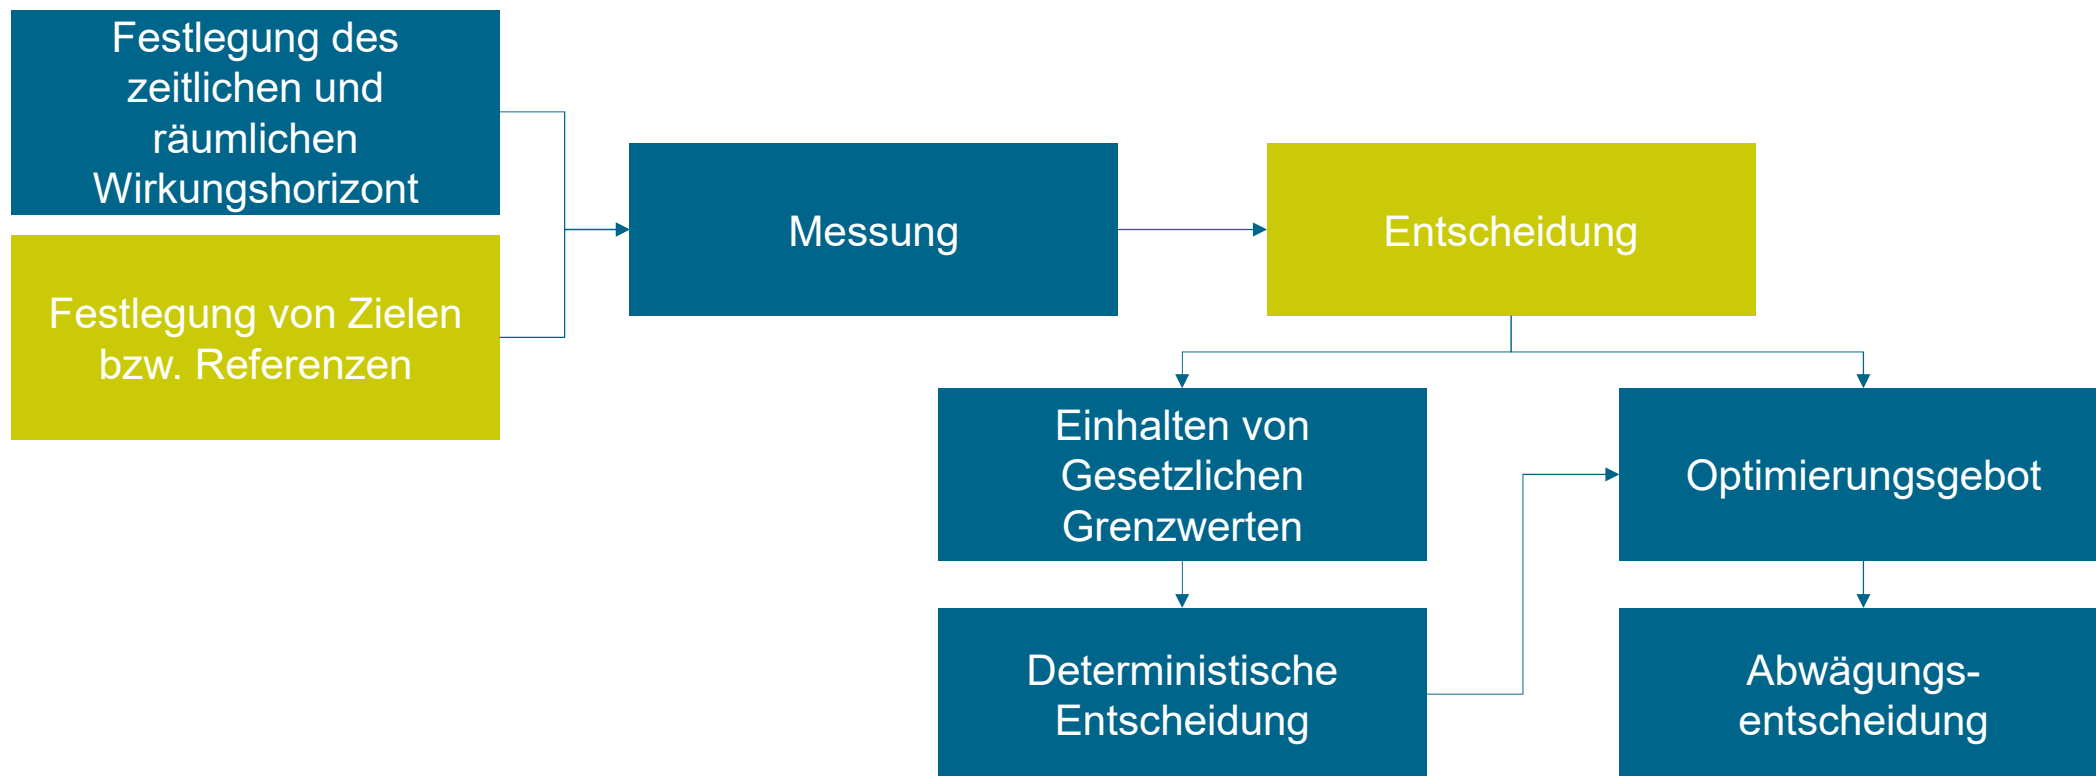 Festlegung des
zeitlichen und
räumlichen
Wirkungshorizont
Festlegung von Zielen
bzw. Referenzen
Messung
Entscheidung
Einhalten von
Gesetzlichen
Grenzwerten
Optimierungsgebot
Deterministische
Entscheidung
Abwägungs-
entscheidung